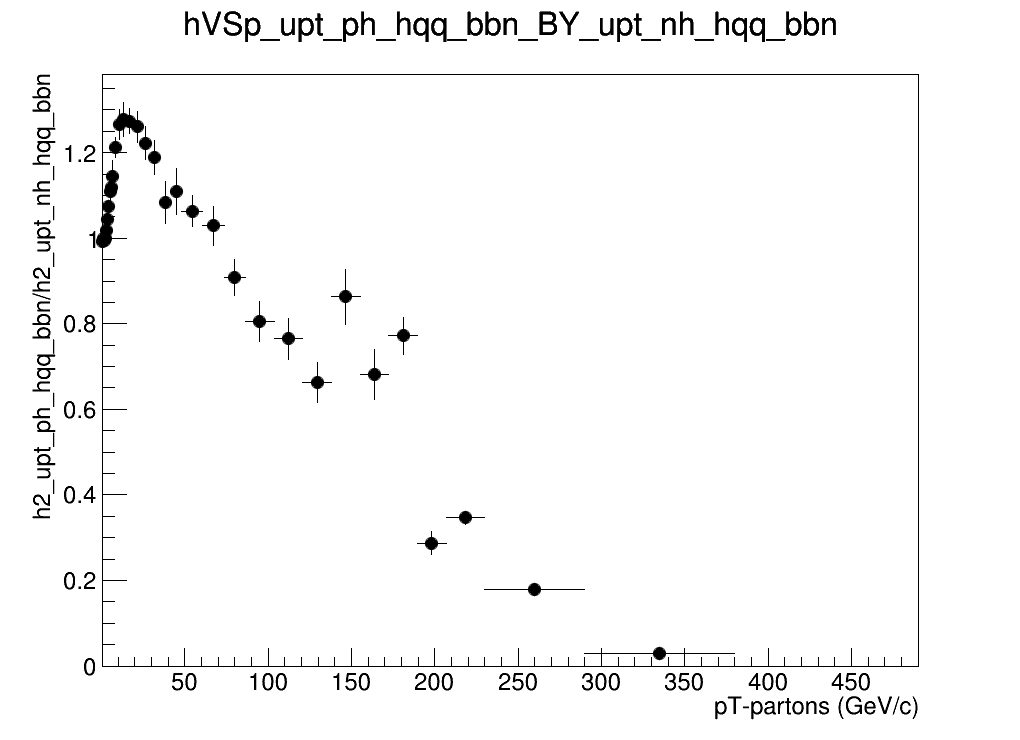 hVSp_upt_ph_hqq_bbn_BY_upt_nh_hqq_bbn
h2_upt_ph_hqq_bbn/h2_upt_nh_hqq_bbn
1.2
1
0.8
0.6
0.4
0.2
0
50 100 150 200 250 300 350 400 450
pT-partons (GeV/c)